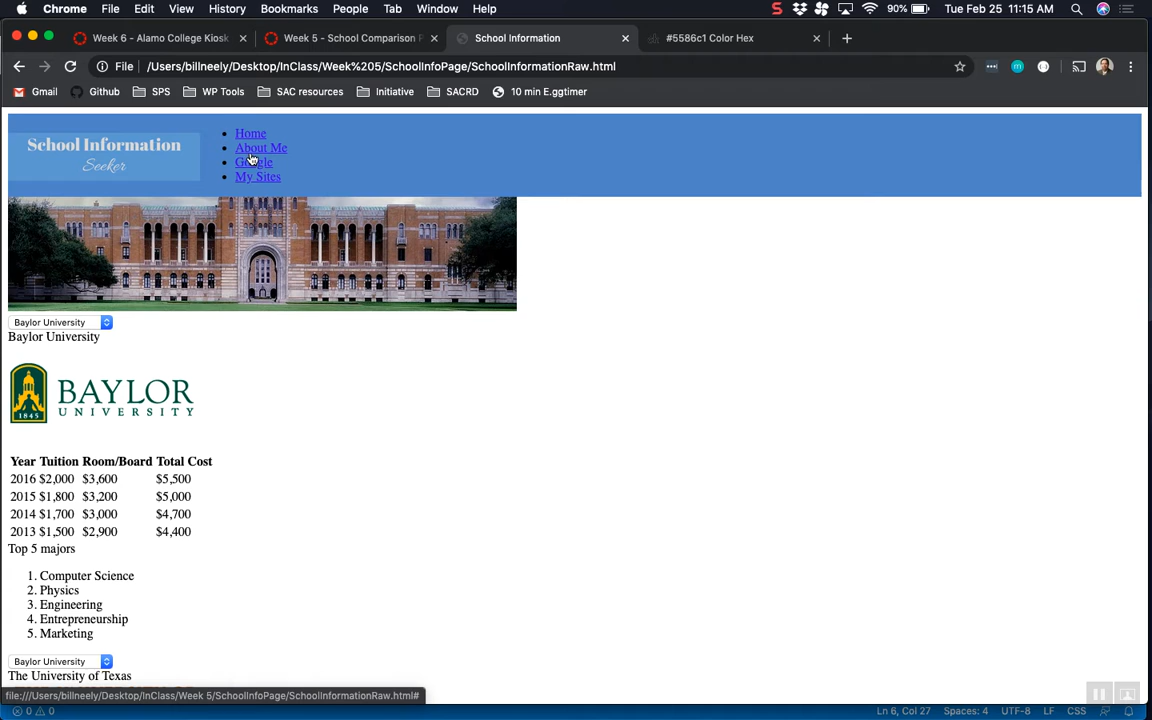 Chrome File Edit View History Bookmarks People Tab Window Help 90% Tue Feb 25 11:15 AM
Week 6 - Alamo College Kiosk Week 5 - School Comparison P School Information #5586c1 Color Hex
File /Users/billneely/Desktop/InClass/Week%205/SchoolInfoPage/SchoolInformationRaw.html
Gmail Github SPS WP Tools SAC resources Initiative SACRD 10 min E.ggtimer
School Information
Seeker
Home
About Me
Google
My Sites
Baylor University
Baylor University
1845
BAYLOR
UNIVERSITY
Year Tuition Room/Board Total Cost
2016 $2,000 $3,600 $5,500
2015 $1,800 $3,200 $5,000
2014 $1,700 $3,000 $4,700
2013 $1,500 $2,900 $4,400
Top 5 majors
1. Computer Science
2. Physics
3. Engineering
4. Entrepreneurship
5. Marketing
Baylor University
The University of Texas
file:///Users/billneely/Desktop/InClass/Week 5/SchoolInfoPage/SchoolInformationRaw.html#
0 0 Ln 6, Col 27 Spaces: 4 UTF-8 LF CSS